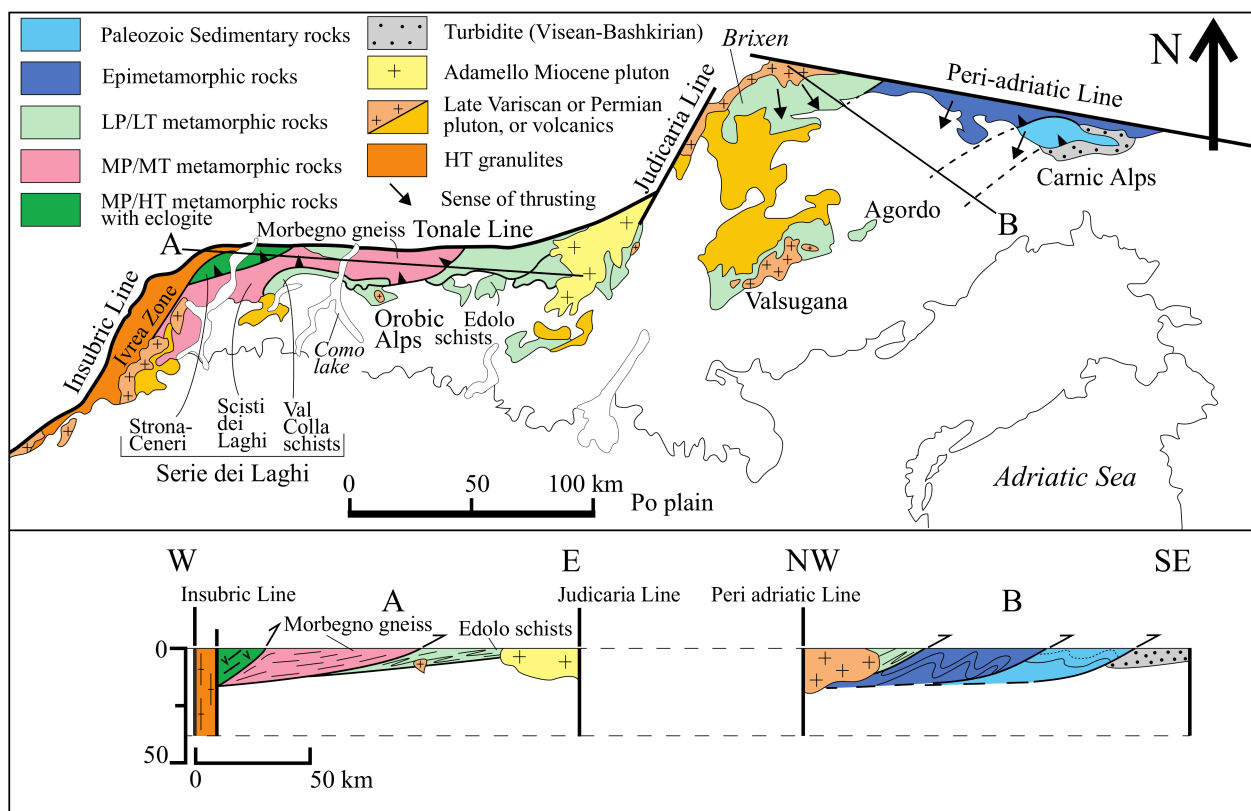 Paleozoic Sedimentary rocks
Epimetamorphic rocks
LP/LT metamorphic rocks
MP/MT metamorphic rocks
MP/HT metamorphic rocks
with eclogite
Turbidite (Visean-Bashkirian)
Adamello Miocene pluton
Late Variscan or Permian
pluton, or volcanics
HT granulites
Sense of thrusting
N
Brixen
Peri-adriatic Line
Judicaria Line
Carnic Alps
Agordo
B
Valsugana
A
Morbegno gneiss
Tonale Line
Insubric Line
Ivrea Zone
Orobic
Alps
Edolo
schists
Como
lake
Strona-
Ceneri
Scisti
dei
Laghi
Val
Colla
schists
Serie dei Laghi
0
50
100 km
Po plain
Adriatic Sea
W
E
NW
SE
Insubric Line
A
Judicaria Line
Peri adriatic Line
B
Morbegno gneiss
Edolo schists
0
50
0
50 km